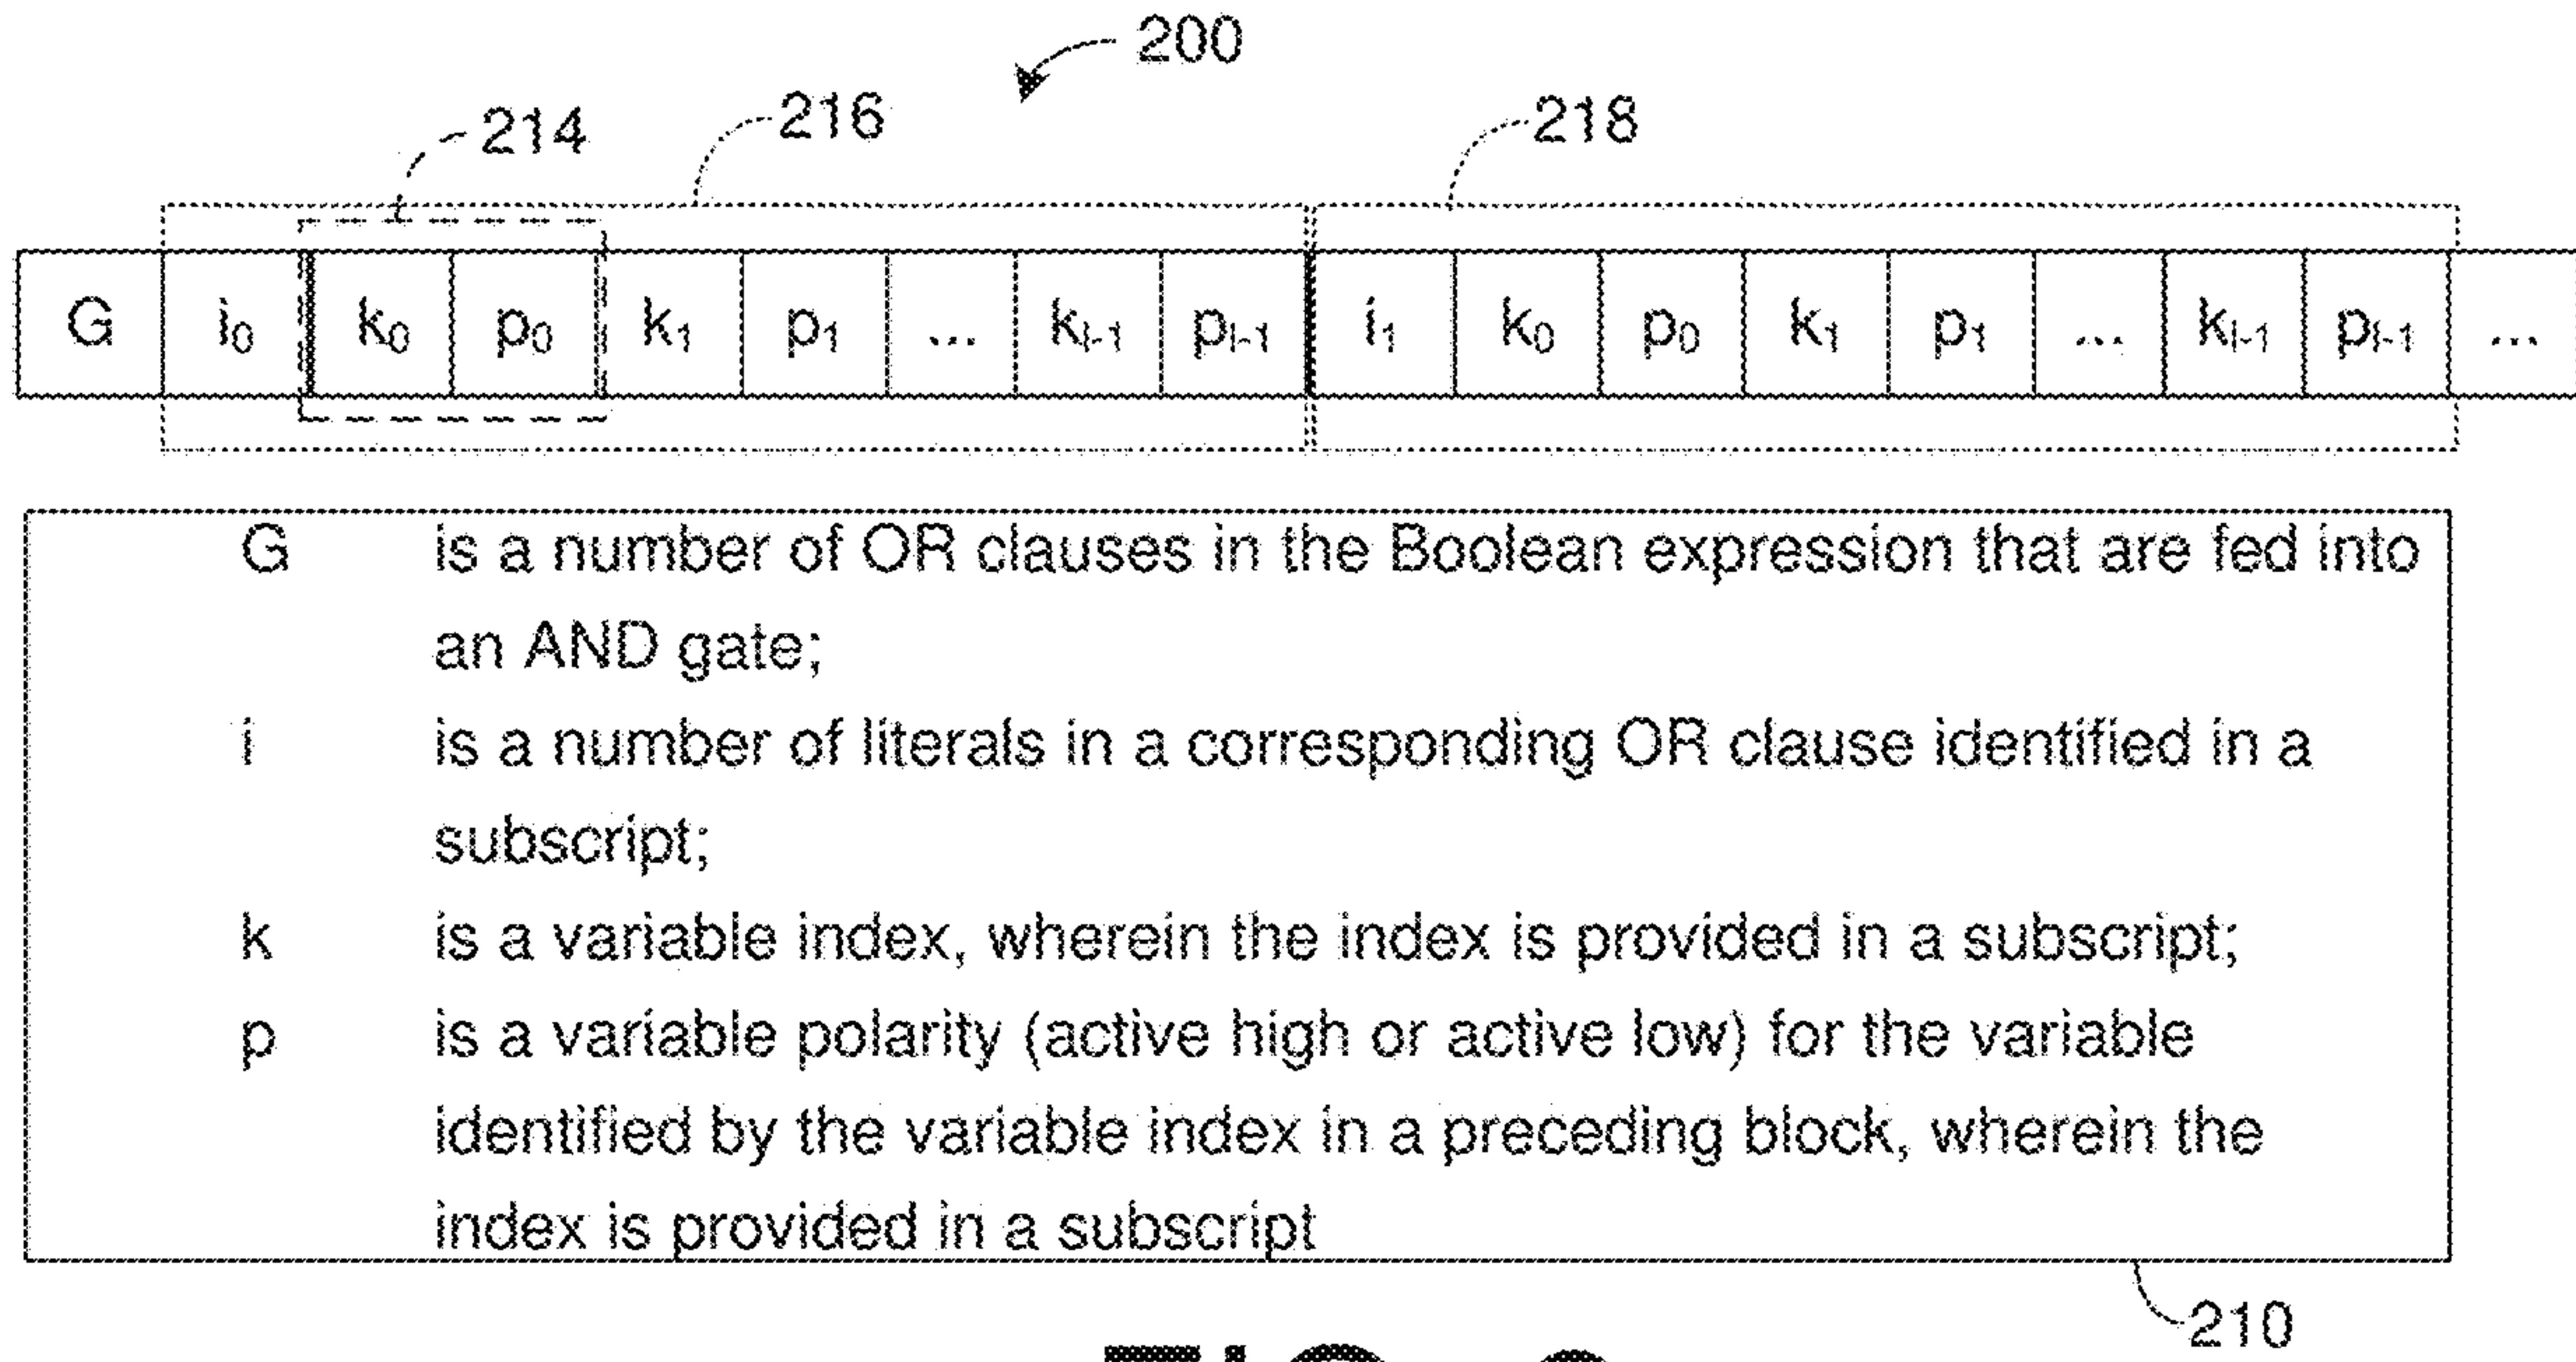 200
214
216
218
G i₀ k₀ p₀ k₁ p₁ ... kᵢ₋₁ pᵢ₋₁ i₁ k₀ p₀ k₁ p₁ ... kᵢ₋₁ pᵢ₋₁ ...
G is a number of OR clauses in the Boolean expression that are fed into
an AND gate;
i is a number of literals in a corresponding OR clause identified in a
subscript;
k is a variable index, wherein the index is provided in a subscript;
p is a variable polarity (active high or active low) for the variable
identified by the variable index in a preceding block, wherein the
index is provided in a subscript
210